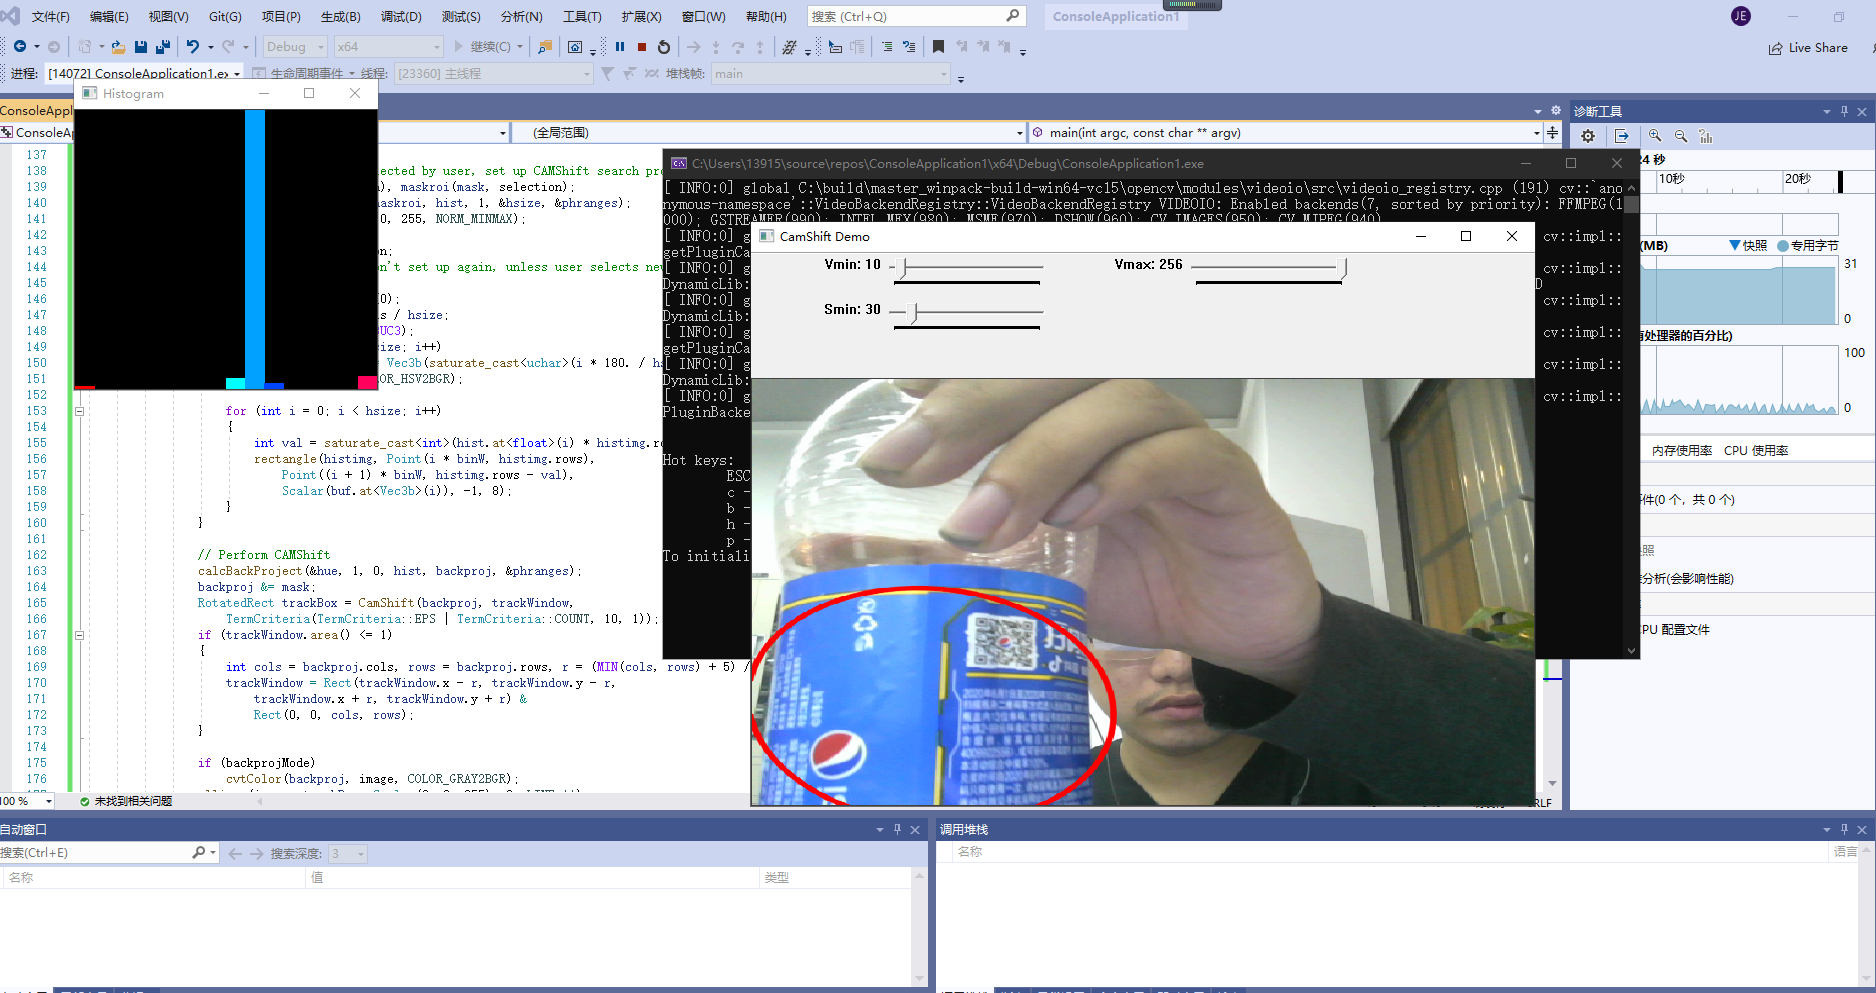 文件(F) 编辑(E) 视图(V) Git(G) 项目(P) 生成(B) 调试(D) 测试(S) 分析(N) 工具(T) 扩展(X) 窗口(W) 帮助(H) 搜索 (Ctrl+Q) ConsoleApplication1 JE
Debug x64 继续(C) Live Share
进程: [14072] ConsoleApplication1.ex 生命周期事件 线程: [23360] 主线程 堆栈帧: main
Histogram
ConsoleAppl
ConsoleAp (全局范围) main(int argc, const char ** argv)
137
138 lected by user, set up CAMShift search pro
139 ), maskroi(mask, selection);
140 askroi, hist, 1, &hsize, &phranges);
141 0, 255, NORM_MINMAX);
142
143 n;
144 n't set up again, unless user selects new
145
146 0);
147 s / hsize;
148 8UC3);
149 size; i++)
150 Vec3b(saturate_cast<uchar>(i * 180. / hs
151 OR_HSV2BGR);
152
153 for (int i = 0; i < hsize; i++)
154 {
155 int val = saturate_cast<int>(hist.at<float>(i) * histimg.ro
156 rectangle(histimg, Point(i * binW, histimg.rows),
157 Point((i + 1) * binW, histimg.rows - val),
158 Scalar(buf.at<Vec3b>(i)), -1, 8);
159 }
160 }
161
162 // Perform CAMShift
163 calcBackProject(&hue, 1, 0, hist, backproj, &phranges);
164 backproj &= mask;
165 RotatedRect trackBox = CamShift(backproj, trackWindow,
166 TermCriteria(TermCriteria::EPS | TermCriteria::COUNT, 10, 1));
167 if (trackWindow.area() <= 1)
168 {
169 int cols = backproj.cols, rows = backproj.rows, r = (MIN(cols, rows) + 5) /
170 trackWindow = Rect(trackWindow.x - r, trackWindow.y - r,
171 trackWindow.x + r, trackWindow.y + r) &
172 Rect(0, 0, cols, rows);
173 }
174
175 if (backprojMode)
176 cvtColor(backproj, image, COLOR_GRAY2BGR);
100 % 未找到相关问题
C:\Users\13915\source\repos\ConsoleApplication1\x64\Debug\ConsoleApplication1.exe
[ INFO:0] global C:\build\master_winpack-build-win64-vc15\opencv\modules\videoio\src\videoio_registry.cpp (191) cv::`ano
nymous-namespace'::VideoBackendRegistry::VideoBackendRegistry VIDEOIO: Enabled backends(7, sorted by priority): FFMPEG(1
000); GSTREAMER(990); INTEL_MFX(980); MSMF(970); DSHOW(960); CV_IMAGES(950); CV_MJPEG(940)
[ INFO:0] g cv::impl::
getPluginCa
[ INFO:0] g cv::impl::
DynamicLib: D
[ INFO:0] g cv::impl::
DynamicLib:
[ INFO:0] g cv::impl::
getPluginCa
[ INFO:0] g cv::impl::
DynamicLib:
[ INFO:0] g cv::impl::
PluginBacke
Hot keys:
ESC
c -
b -
h -
p -
To initiali
CamShift Demo
Vmin: 10 Vmax: 256
Smin: 30
诊断工具
24 秒
10秒 20秒
(MB) 快照 专用字节
31
0
有处理器的百分比)
100
0
内存使用率 CPU 使用率
件(0 个，共 0 个)
快照
分析(会影响性能)
CPU 配置文件
CRLF
自动窗口
搜索(Ctrl+E) 搜索深度: 3
名称 值 类型
调用堆栈
名称 语言